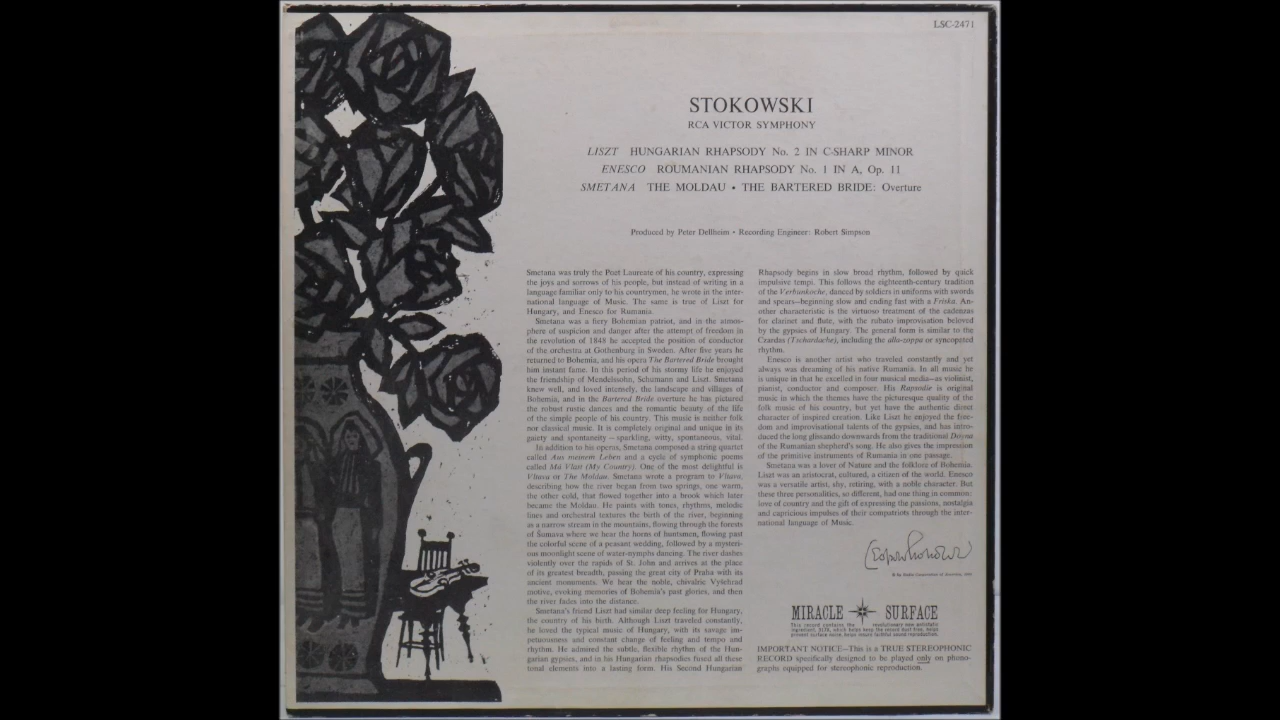 LSC-2471
STOKOWSKI
RCA VICTOR SYMPHONY
LISZT HUNGARIAN RHAPSODY No. 2 IN C-SHARP MINOR
ENESCO ROUMANIAN RHAPSODY No. 1 IN A, Op. 11
SMETANA THE MOLDAU • THE BARTERED BRIDE: Overture
Produced by Peter Dellheim • Recording Engineer: Robert Simpson
Smetana was truly the Poet Laureate of his country, expressing
the joys and sorrows of his people, but instead of writing in a
language familiar only to his countrymen, he wrote in the inter-
national language of Music. The same is true of Liszt for
Hungary, and Enesco for Rumania.
Smetana was a fiery Bohemian patriot, and in the atmos-
phere of suspicion and danger after the attempt of freedom in
the revolution of 1848 he accepted the position of conductor
of the orchestra at Gothenburg in Sweden. After five years he
returned to Bohemia, and his opera The Bartered Bride brought
him instant fame. In this period of his stormy life he enjoyed
the friendship of Mendelssohn, Schumann and Liszt. Smetana
knew well, and loved intensely, the landscape and villages of
Bohemia, and in the Bartered Bride overture he has pictured
the robust rustic dances and the romantic beauty of the life
of the simple people of his country. This music is neither folk
nor classical music. It is completely original and unique in its
gaiety and spontaneity — sparkling, witty, spontaneous, vital.
In addition to his operas, Smetana composed a string quartet
called Aus meinem Leben and a cycle of symphonic poems
called Má Vlast (My Country). One of the most delightful is
Vltava or The Moldau. Smetana wrote a program to Vltava,
describing how the river began from two springs, one warm,
the other cold, that flowed together into a brook which later
became the Moldau. He paints with tones, rhythms, melodic
lines and orchestral textures the birth of the river, beginning
as a narrow stream in the mountains, flowing through the forests
of Šumava where we hear the horns of huntsmen, flowing past
the colorful scene of a peasant wedding, followed by a mysteri-
ous moonlight scene of water-nymphs dancing. The river dashes
violently over the rapids of St. John and arrives at the place
of its greatest breadth, passing the great city of Praha with its
ancient monuments. We hear the noble, chivalric Vyšehrad
motive, evoking memories of Bohemia's past glories, and then
the river fades into the distance.
Smetana's friend Liszt had similar deep feeling for Hungary,
the country of his birth. Although Liszt traveled constantly,
he loved the typical music of Hungary, with its savage im-
petuousness and constant change of feeling and tempo and
rhythm. He admired the subtle, flexible rhythm of the Hun-
garian gypsies, and in his Hungarian rhapsodies fused all these
tonal elements into a lasting form. His Second Hungarian
Rhapsody begins in slow broad rhythm, followed by quick
impulsive tempi. This follows the eighteenth-century tradition
of the Verbunkoche, danced by soldiers in uniforms with swords
and spears—beginning slow and ending fast with a Friska. An-
other characteristic is the virtuoso treatment of the cadenzas
for clarinet and flute, with the rubato improvisation beloved
by the gypsies of Hungary. The general form is similar to the
Czardas (Tschardache), including the alla-zoppa or syncopated
rhythm.
Enesco is another artist who traveled constantly and yet
always was dreaming of his native Rumania. In all music he
is unique in that he excelled in four musical media—as violinist,
pianist, conductor and composer. His Rapsodie is original
music in which the themes have the picturesque quality of the
folk music of his country, but yet have the authentic direct
character of inspired creation. Like Liszt he enjoyed the free-
dom and improvisational talents of the gypsies, and has intro-
duced the long glissando downwards from the traditional Doyna
of the Rumanian shepherd's song. He also gives the impression
of the primitive instruments of Rumania in one passage.
Smetana was a lover of Nature and the folklore of Bohemia.
Liszt was an aristocrat, cultured, a citizen of the world. Enesco
was a versatile artist, shy, retiring, with a noble character. But
these three personalities, so different, had one thing in common:
love of country and the gift of expressing the passions, nostalgia
and capricious impulses of their compatriots through the inter-
national language of Music.
© by Radio Corporation of America
MIRACLE SURFACE
This record contains the revolutionary new antistatic
ingredient, 317X, which helps keep the record dust free, helps
prevent surface noise, helps insure faithful sound reproduction.
IMPORTANT NOTICE—This is a TRUE STEREOPHONIC
RECORD specifically designed to be played only on phono-
graphs equipped for stereophonic reproduction.